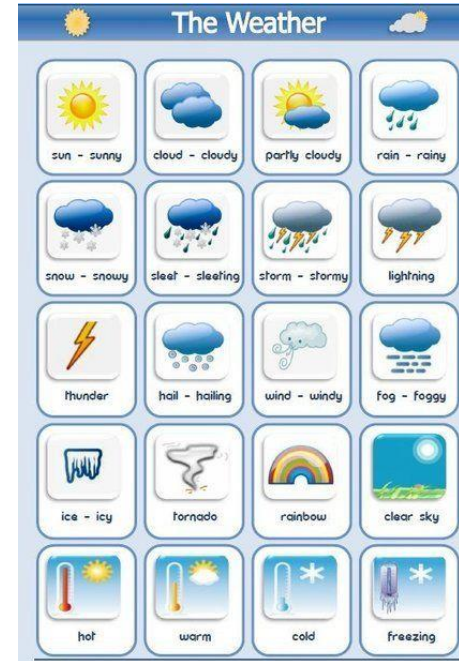 The Weather
sun - sunny
cloud - cloudy
partly cloudy
rain - rainy
snow - snowy
sleet - sleeting
storm - stormy
lightning
thunder
hail - hailing
wind - windy
fog - foggy
ice - icy
tornado
rainbow
clear sky
hot
warm
cold
freezing